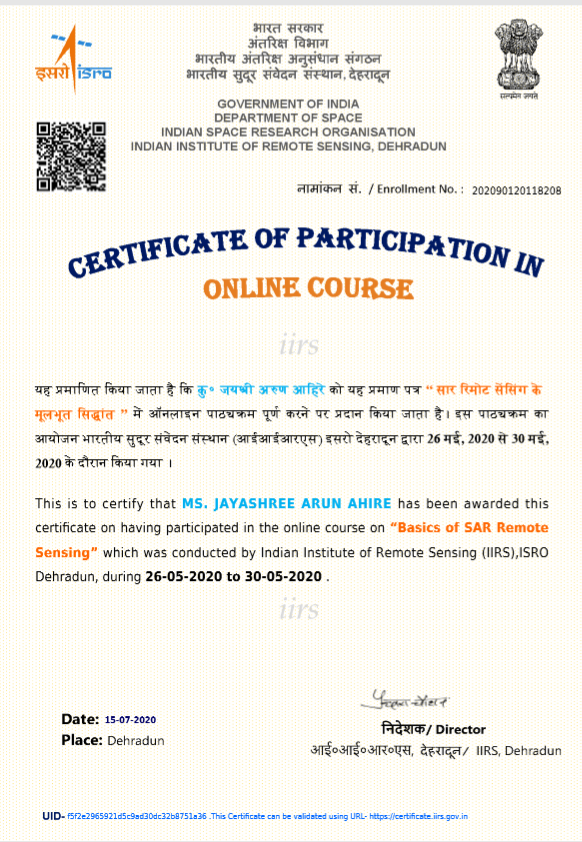 भारत सरकार
अंतरिक्ष विभाग
भारतीय अंतरिक्ष अनुसंधान संगठन
भारतीय सुदूर संवेदन संस्थान, देहरादून
इसरो isro
सत्यमेव जयते
GOVERNMENT OF INDIA
DEPARTMENT OF SPACE
INDIAN SPACE RESEARCH ORGANISATION
INDIAN INSTITUTE OF REMOTE SENSING, DEHRADUN
नामांकन सं. / Enrollment No. : 202090120118208
CERTIFICATE OF PARTICIPATION IN
ONLINE COURSE
iirs
यह प्रमाणित किया जाता है कि कु॰ जयश्री अरुण आहिरे को यह प्रमाण पत्र “ सार रिमोट सेंसिंग के
मूलभूत सिद्धांत ” में ऑनलाइन पाठ्यक्रम पूर्ण करने पर प्रदान किया जाता है। इस पाठ्यक्रम का
आयोजन भारतीय सुदूर संवेदन संस्थान (आईआईआरएस) इसरो देहरादून द्वारा 26 मई, 2020 से 30 मई,
2020 के दौरान किया गया ।
This is to certify that MS. JAYASHREE ARUN AHIRE has been awarded this
certificate on having participated in the online course on “Basics of SAR Remote
Sensing” which was conducted by Indian Institute of Remote Sensing (IIRS),ISRO
Dehradun, during 26-05-2020 to 30-05-2020 .
iirs
Date: 15-07-2020
Place: Dehradun
निदेशक/ Director
आई०आई०आर०एस, देहरादून/ IIRS, Dehradun
UID- f5f2e2965921d5c9ad30dc32b8751a36 .This Certificate can be validated using URL- https://certificate.iirs.gov.in